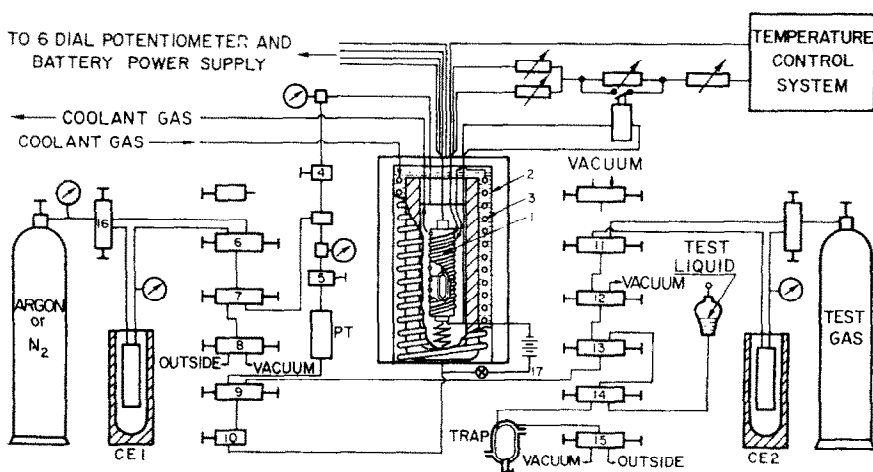 TO 6 DIAL POTENTIOMETER AND
BATTERY POWER SUPPLY
TEMPERATURE
CONTROL
SYSTEM
COOLANT GAS
COOLANT GAS
VACUUM
4
2
3
1
16
6
5
7
PT
8
OUTSIDE
VACUUM
9
10
ARGON
or
N2
CE1
11
TEST
LIQUID
VACUUM
12
13
17
14
TRAP
15
VACUUM
OUTSIDE
TEST
GAS
CE2